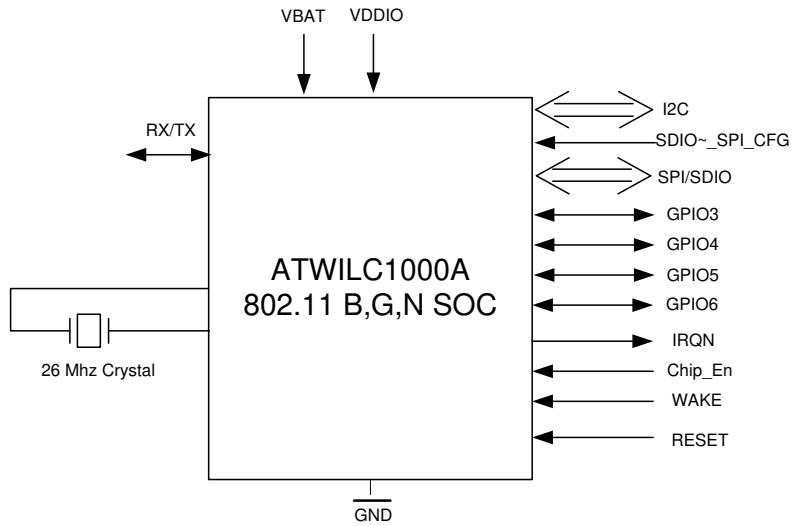 VBAT VDDIO
RX/TX
I2C
SDIO~_SPI_CFG
SPI/SDIO
GPIO3
GPIO4
GPIO5
GPIO6
IRQN
Chip_En
WAKE
RESET
ATWILC1000A
802.11 B,G,N SOC
26 Mhz Crystal
GND